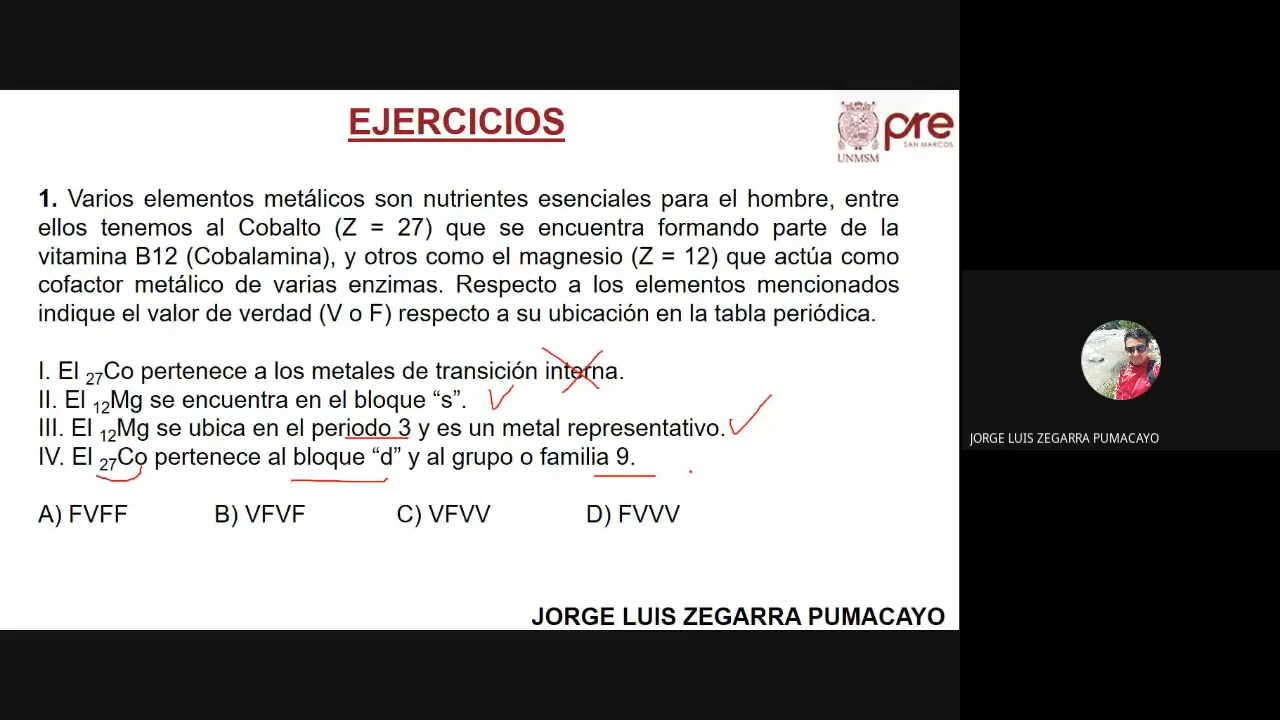 EJERCICIOS
pre
SAN MARCOS
UNMSM
1. Varios elementos metálicos son nutrientes esenciales para el hombre, entre
ellos tenemos al Cobalto (Z = 27) que se encuentra formando parte de la
vitamina B12 (Cobalamina), y otros como el magnesio (Z = 12) que actúa como
cofactor metálico de varias enzimas. Respecto a los elementos mencionados
indique el valor de verdad (V o F) respecto a su ubicación en la tabla periódica.
I. El ₂₇Co pertenece a los metales de transición interna.
II. El ₁₂Mg se encuentra en el bloque “s”.
III. El ₁₂Mg se ubica en el periodo 3 y es un metal representativo.
IV. El ₂₇Co pertenece al bloque “d” y al grupo o familia 9.
A) FVFF B) VFVF C) VFVV D) FVVV
JORGE LUIS ZEGARRA PUMACAYO
JORGE LUIS ZEGARRA PUMACAYO